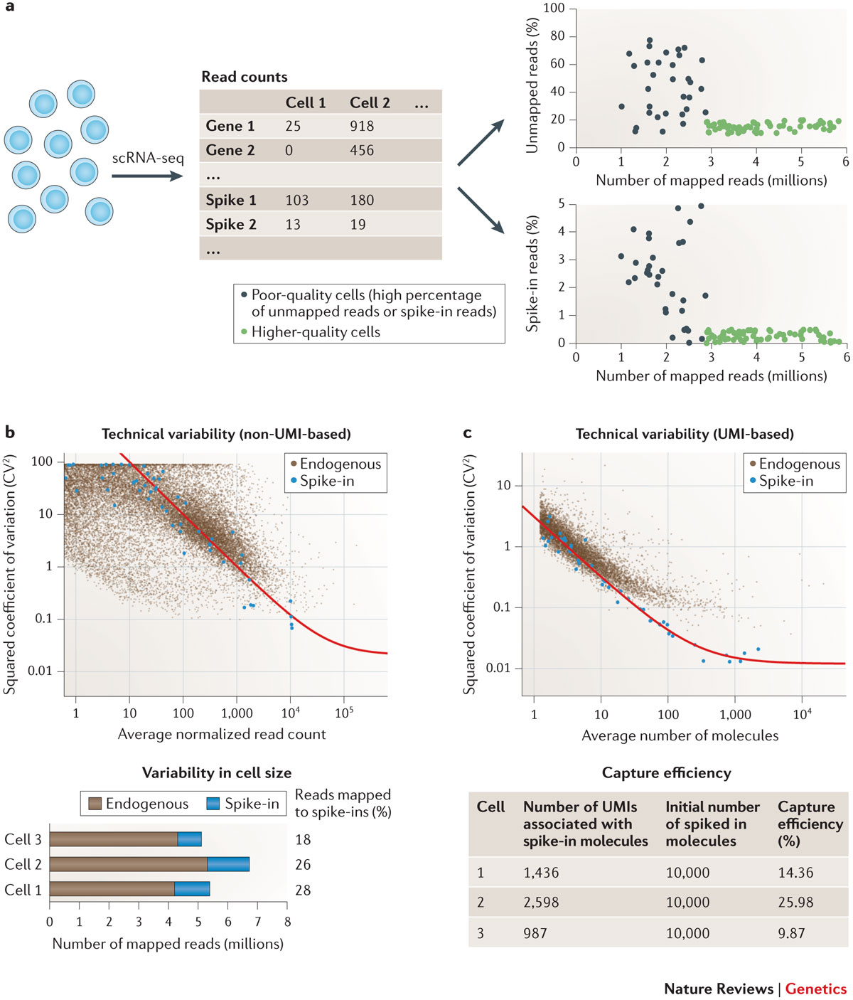 a
scRNA-seq
Read counts
Cell 1 Cell 2 ...
Gene 1 25 918
Gene 2 0 456
...
Spike 1 103 180
Spike 2 13 19
...
Poor-quality cells (high percentage
of unmapped reads or spike-in reads)
Higher-quality cells
Unmapped reads (%)
100
80
60
40
20
0
0 1 2 3 4 5 6
Number of mapped reads (millions)
Spike-in reads (%)
5
4
3
2
1
0
0 1 2 3 4 5 6
Number of mapped reads (millions)
b
Technical variability (non-UMI-based)
Squared coefficient of variation (CV²)
100
10
1
0.1
0.01
Endogenous
Spike-in
1 10 100 1,000 10⁴ 10⁵
Average normalized read count
Variability in cell size
Endogenous Spike-in
Reads mapped
to spike-ins (%)
Cell 3 18
Cell 2 26
Cell 1 28
0 1 2 3 4 5 6 7 8
Number of mapped reads (millions)
c
Technical variability (UMI-based)
Squared coefficient of variation (CV²)
10
1
0.1
0.01
Endogenous
Spike-in
1 10 100 1,000 10⁴
Average number of molecules
Capture efficiency
Cell Number of UMIs Initial number Capture
associated with of spiked in efficiency
spike-in molecules molecules (%)
1 1,436 10,000 14.36
2 2,598 10,000 25.98
3 987 10,000 9.87
Nature Reviews | Genetics